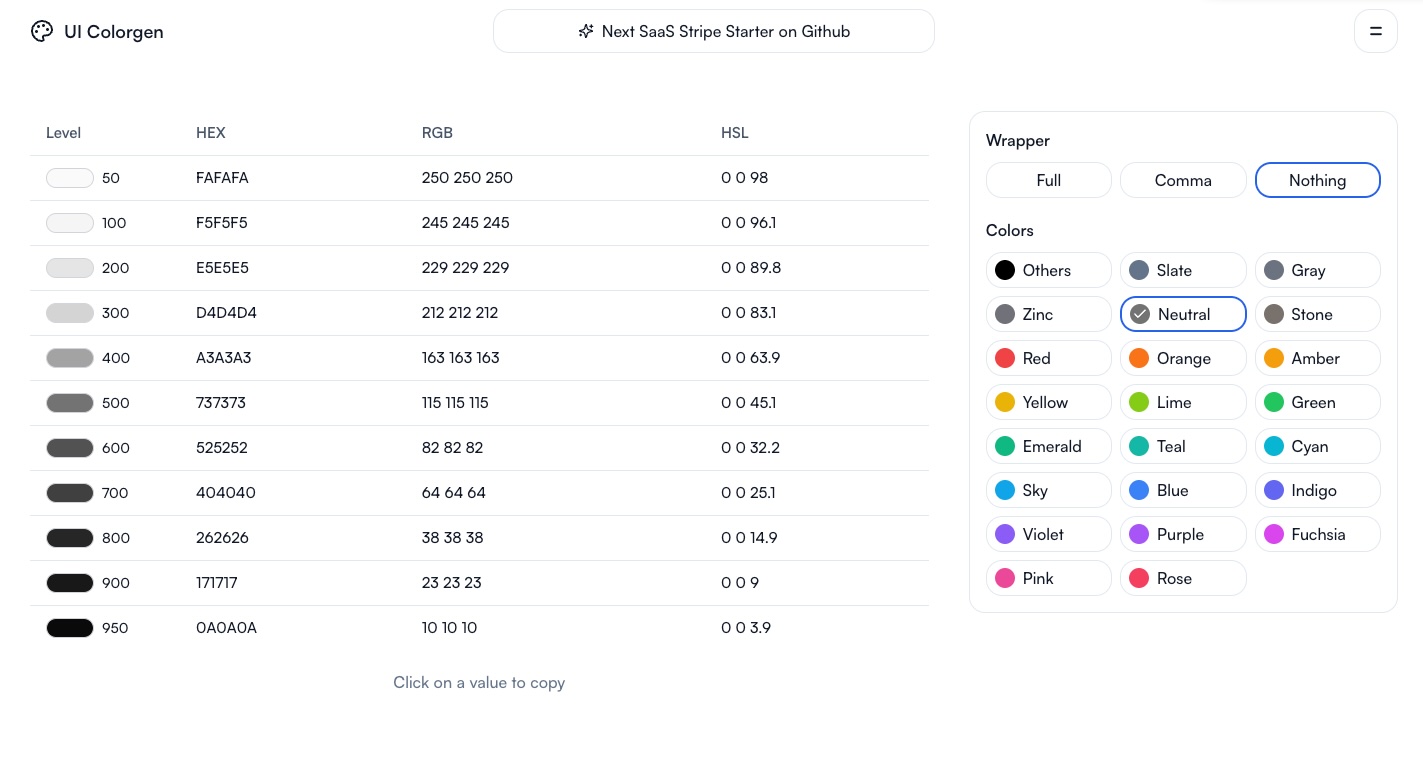 UI Colorgen
Next SaaS Stripe Starter on Github
Level HEX RGB HSL
50 FAFAFA 250 250 250 0 0 98
100 F5F5F5 245 245 245 0 0 96.1
200 E5E5E5 229 229 229 0 0 89.8
300 D4D4D4 212 212 212 0 0 83.1
400 A3A3A3 163 163 163 0 0 63.9
500 737373 115 115 115 0 0 45.1
600 525252 82 82 82 0 0 32.2
700 404040 64 64 64 0 0 25.1
800 262626 38 38 38 0 0 14.9
900 171717 23 23 23 0 0 9
950 0A0A0A 10 10 10 0 0 3.9
Click on a value to copy
Wrapper
Full Comma Nothing
Colors
Others Slate Gray
Zinc Neutral Stone
Red Orange Amber
Yellow Lime Green
Emerald Teal Cyan
Sky Blue Indigo
Violet Purple Fuchsia
Pink Rose